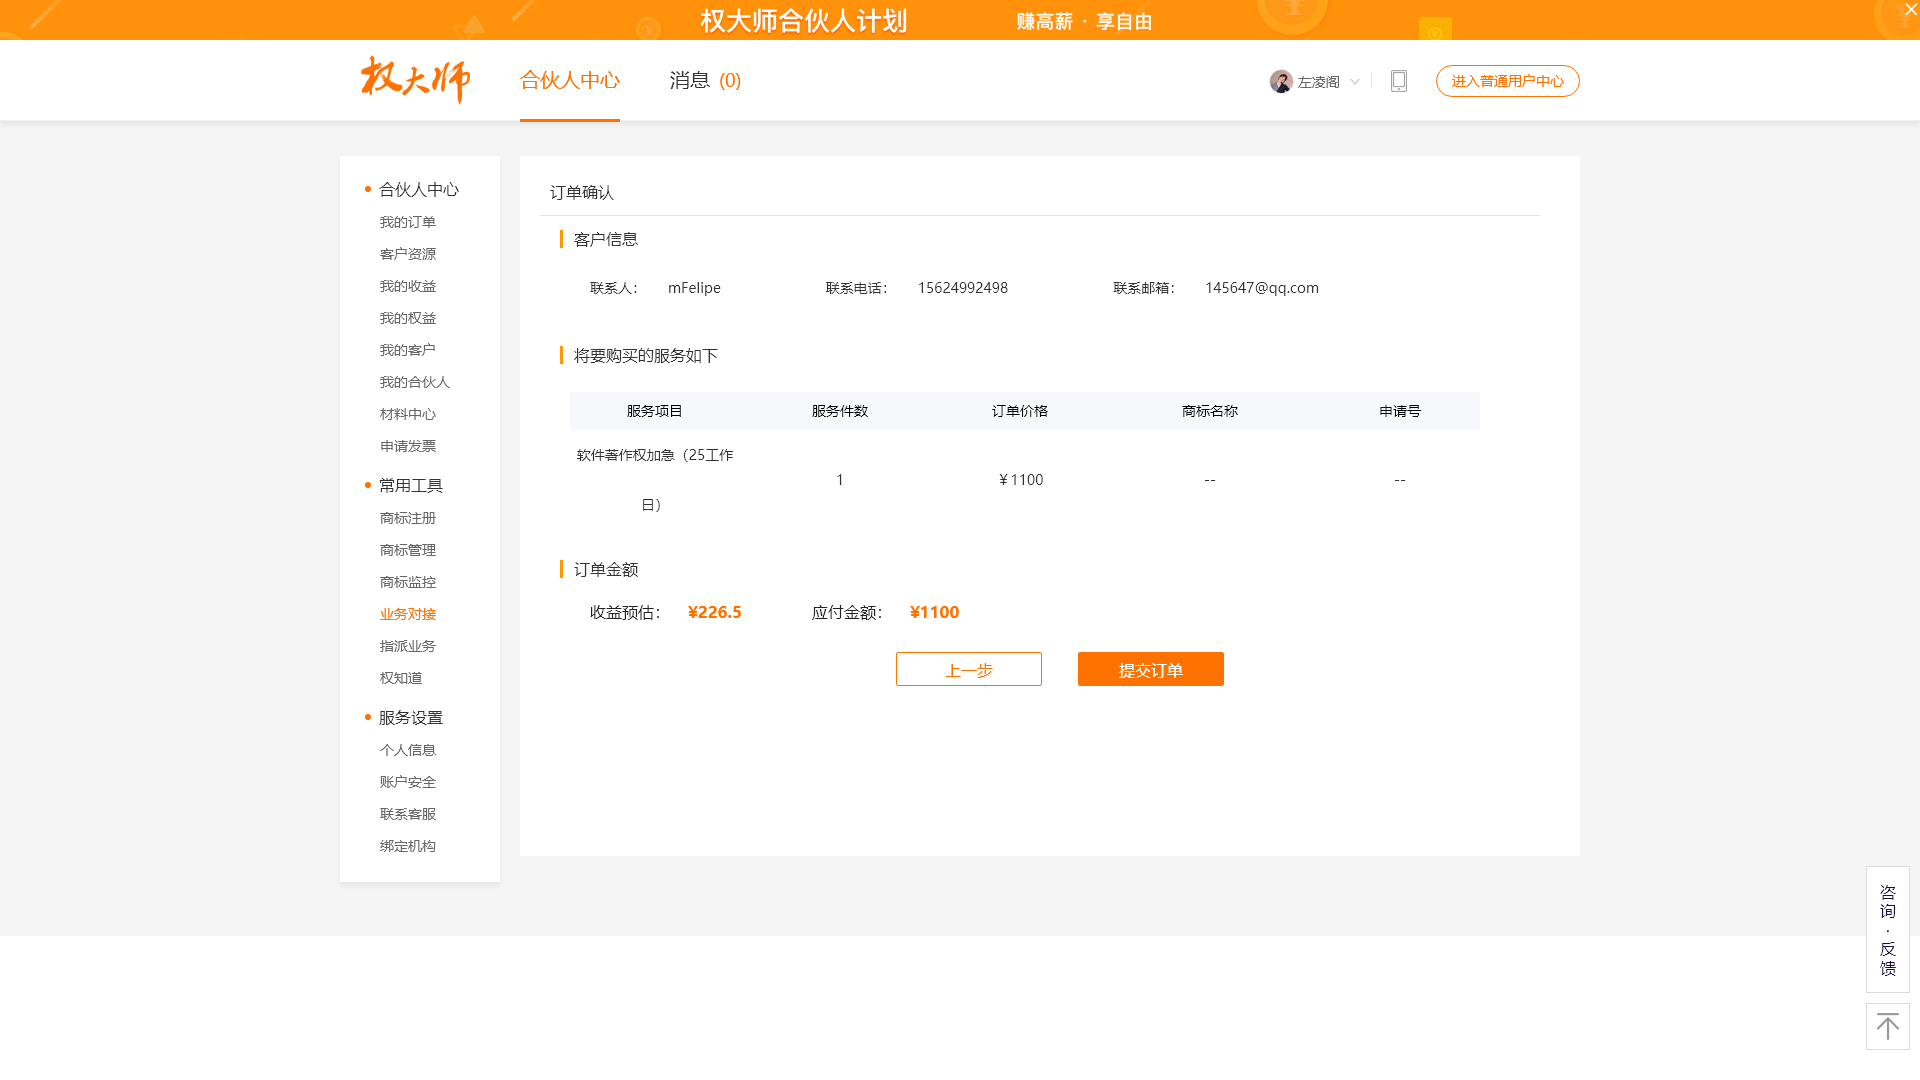 权大师合伙人计划 赚高薪 · 享自由
权大师 合伙人中心 消息 (0) 左凌阁 进入普通用户中心
合伙人中心
我的订单
客户资源
我的收益
我的权益
我的客户
我的合伙人
材料中心
申请发票
常用工具
商标注册
商标管理
商标监控
业务对接
指派业务
权知道
服务设置
个人信息
账户安全
联系客服
绑定机构
订单确认
客户信息
联系人： mFelipe 联系电话： 15624992498 联系邮箱： 145647@qq.com
将要购买的服务如下
服务项目 服务件数 订单价格 商标名称 申请号
软件著作权加急（25工作
日） 1 ￥1100 -- --
订单金额
收益预估： ¥226.5 应付金额： ¥1100
上一步 提交订单
咨
询
·
反
馈